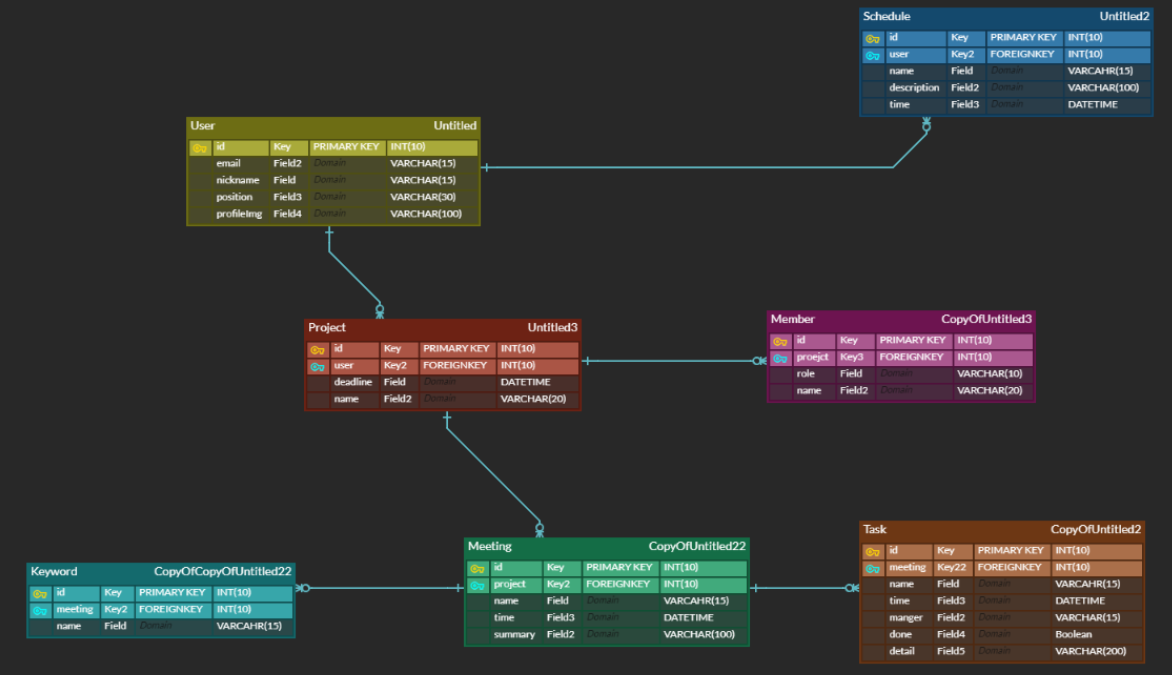 Schedule Untitled2
id Key PRIMARY KEY INT(10)
user Key2 FOREIGNKEY INT(10)
name Field Domain VARCAHR(15)
description Field2 Domain VARCHAR(100)
time Field3 Domain DATETIME
User Untitled
id Key PRIMARY KEY INT(10)
email Field2 Domain VARCHAR(15)
nickname Field Domain VARCHAR(15)
position Field3 Domain VARCHAR(30)
profileImg Field4 Domain VARCHAR(100)
Project Untitled3
id Key PRIMARY KEY INT(10)
user Key2 FOREIGNKEY INT(10)
deadline Field Domain DATETIME
name Field2 Domain VARCHAR(20)
Member CopyOfUntitled3
id Key PRIMARY KEY INT(10)
proejct Key3 FOREIGNKEY INT(10)
role Field Domain VARCHAR(10)
name Field2 Domain VARCHAR(20)
Keyword CopyOfCopyOfUntitled22
id Key PRIMARY KEY INT(10)
meeting Key2 FOREIGNKEY INT(10)
name Field Domain VARCAHR(15)
Meeting CopyOfUntitled22
id Key PRIMARY KEY INT(10)
project Key2 FOREIGNKEY INT(10)
name Field Domain VARCAHR(15)
time Field3 Domain DATETIME
summary Field2 Domain VARCHAR(100)
Task CopyOfUntitled2
id Key PRIMARY KEY INT(10)
meeting Key22 FOREIGNKEY INT(10)
name Field Domain VARCAHR(15)
time Field3 Domain DATETIME
manger Field2 Domain VARCHAR(15)
done Field4 Domain Boolean
detail Field5 Domain VARCHAR(200)